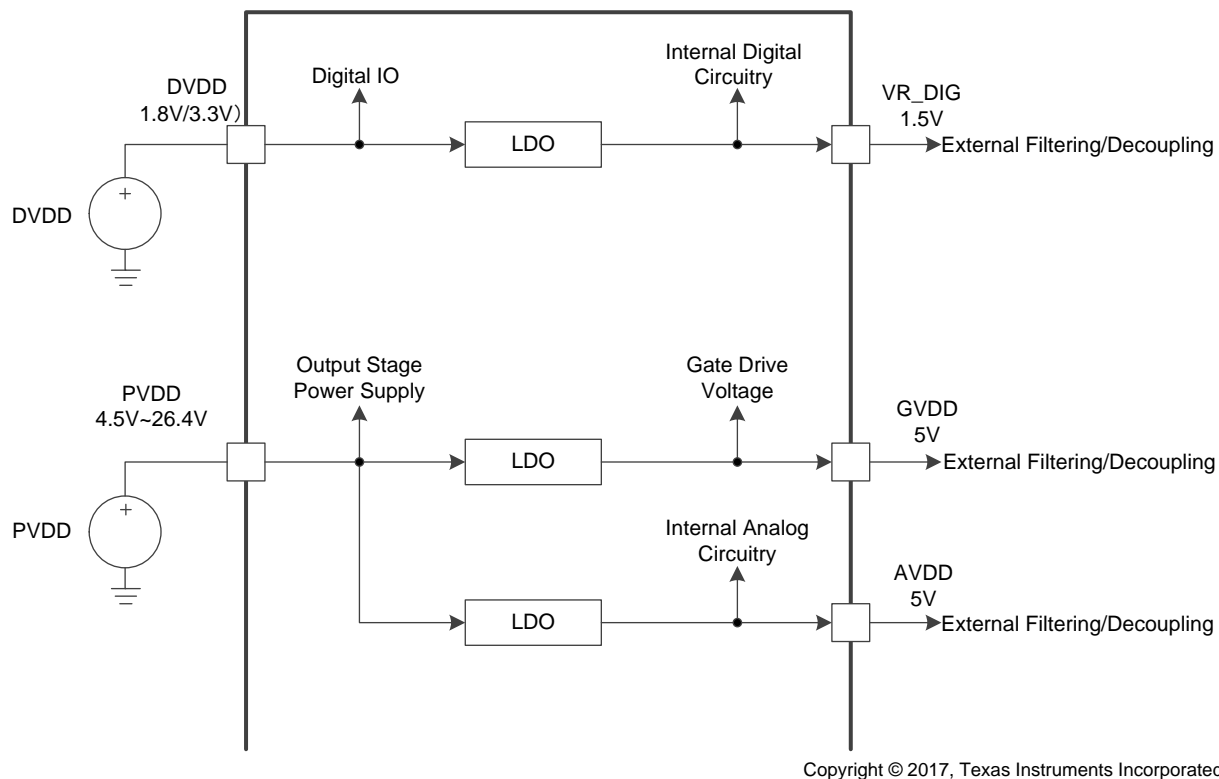 DVDD
1.8V/3.3V)
Digital IO
Internal Digital
Circuitry
VR_DIG
1.5V
LDO
External Filtering/Decoupling
+
DVDD
Output Stage
Power Supply
Gate Drive
Voltage
PVDD
4.5V~26.4V
GVDD
5V
LDO
External Filtering/Decoupling
+
PVDD
Internal Analog
Circuitry
AVDD
5V
LDO
External Filtering/Decoupling
Copyright © 2017, Texas Instruments Incorporated